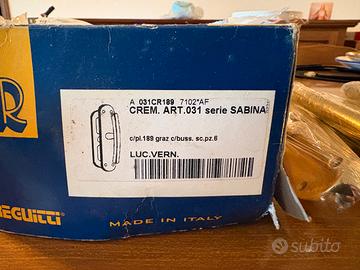 R
A 031CR189 7102*AF
CREM. ART.031 serie SABINA
c/pl.189 graz c/buss. sc.pz.6
LUC.VERN.
MEGUITTI
MADE IN ITALY
subito